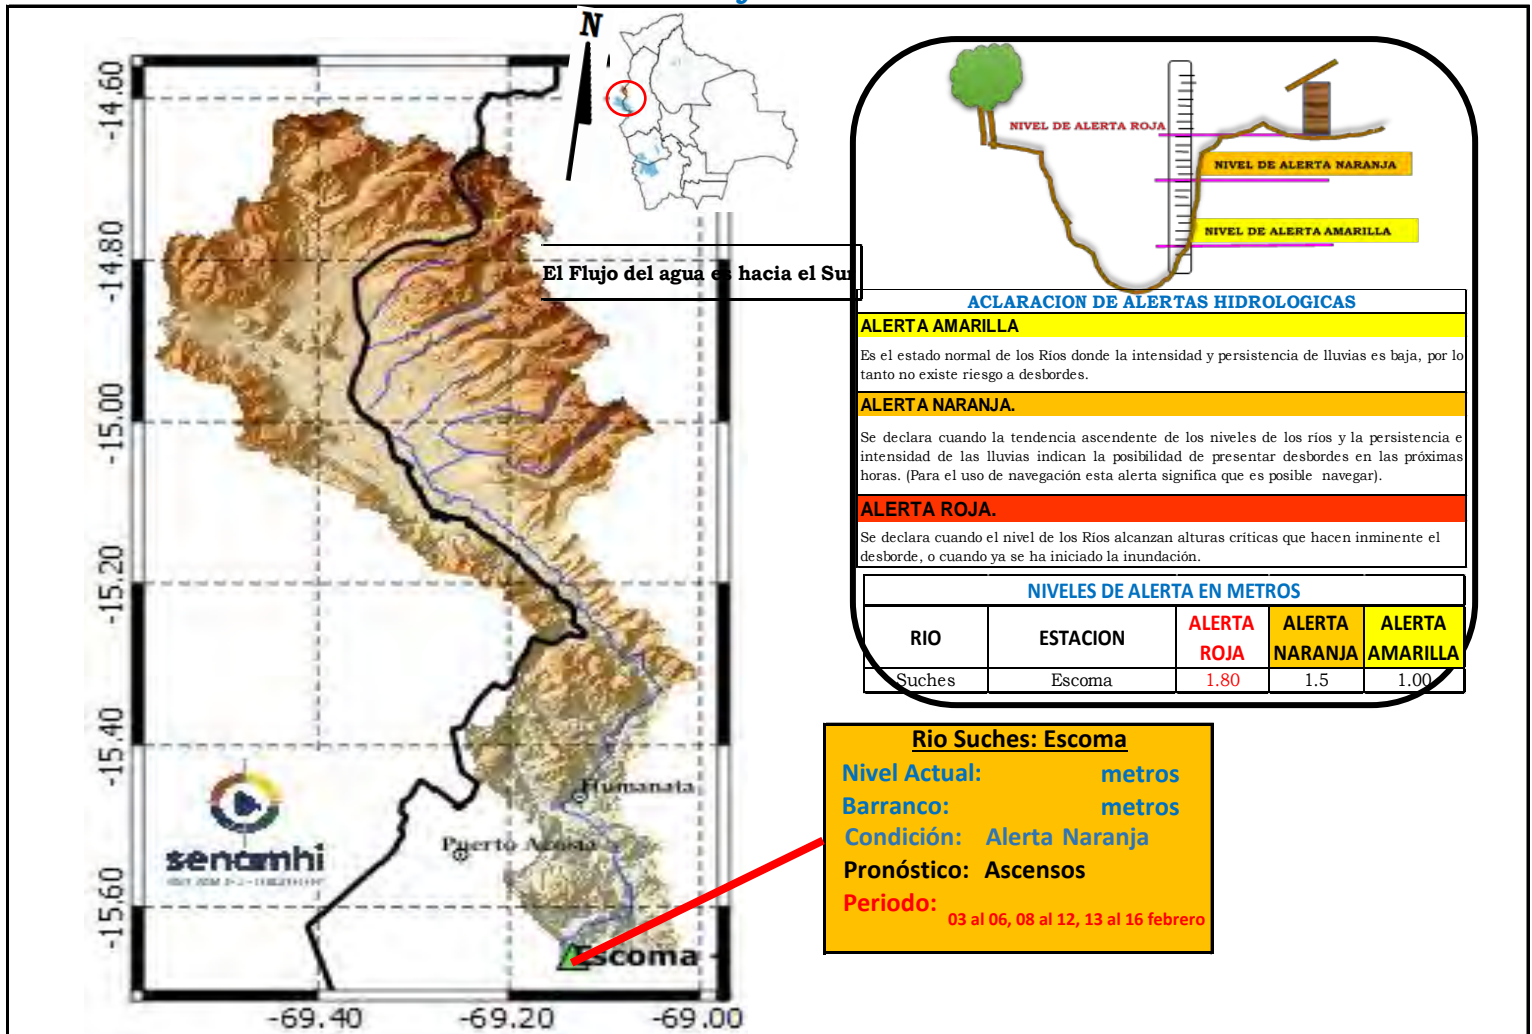 N
-14.60
-14.80
-15.00
-15.20
-15.40
-15.60
-69.40
-69.20
-69.00
El Flujo del agua es hacia el Sur
Humanata
Puerto Acosta
Escoma
senamhi
NIVEL DE ALERTA ROJA
NIVEL DE ALERTA NARANJA
NIVEL DE ALERTA AMARILLA
ACLARACION DE ALERTAS HIDROLOGICAS
ALERTA AMARILLA
Es el estado normal de los Ríos donde la intensidad y persistencia de lluvias es baja, por lo
tanto no existe riesgo a desbordes.
ALERTA NARANJA.
Se declara cuando la tendencia ascendente de los niveles de los ríos y la persistencia e
intensidad de las lluvias indican la posibilidad de presentar desbordes en las próximas
horas. (Para el uso de navegación esta alerta significa que es posible navegar).
ALERTA ROJA.
Se declara cuando el nivel de los Ríos alcanzan alturas críticas que hacen inminente el
desborde, o cuando ya se ha iniciado la inundación.
NIVELES DE ALERTA EN METROS
RIO ESTACION ALERTA ROJA ALERTA NARANJA ALERTA AMARILLA
Suches Escoma 1.80 1.5 1.00
Rio Suches: Escoma
Nivel Actual: metros
Barranco: metros
Condición: Alerta Naranja
Pronóstico: Ascensos
Periodo: 03 al 06, 08 al 12, 13 al 16 febrero